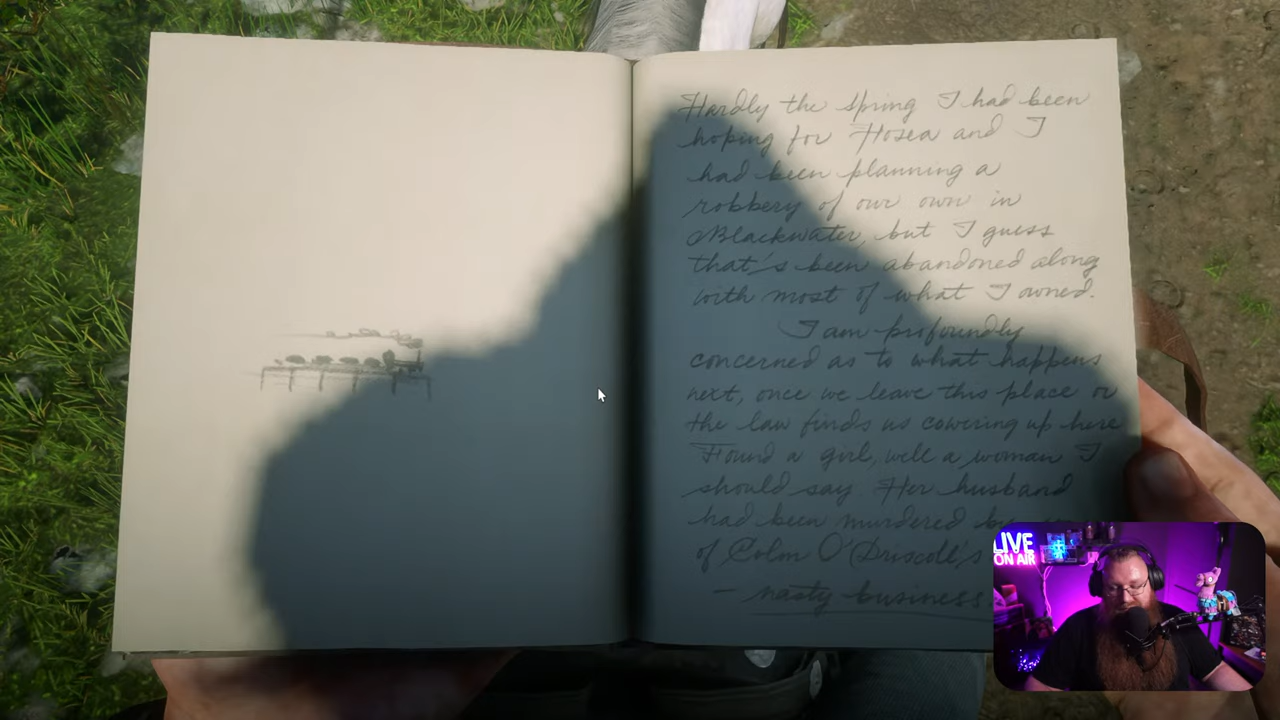 Hardly the spring I had been
hoping for Hosea and I
had been planning a
robbery of our own in
Blackwater, but I guess
that's been abandoned along
with most of what I owned.
I am profoundly
concerned as to what happens
next, once we leave this place or
the law finds us cowering up here
Found a girl, well a woman I
should say. Her husband
had been murdered
of Colm O'Driscoll's
— nasty business
LIVE
ON AIR